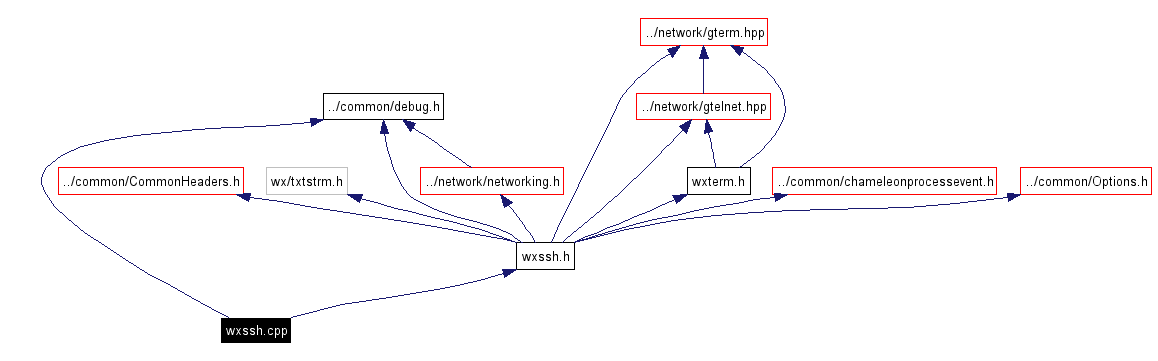 ../network/gterm.hpp
../common/debug.h
../network/gtelnet.hpp
../common/CommonHeaders.h
wx/txtstrm.h
../network/networking.h
wxterm.h
../common/chameleonprocessevent.h
../common/Options.h
wxssh.h
wxssh.cpp